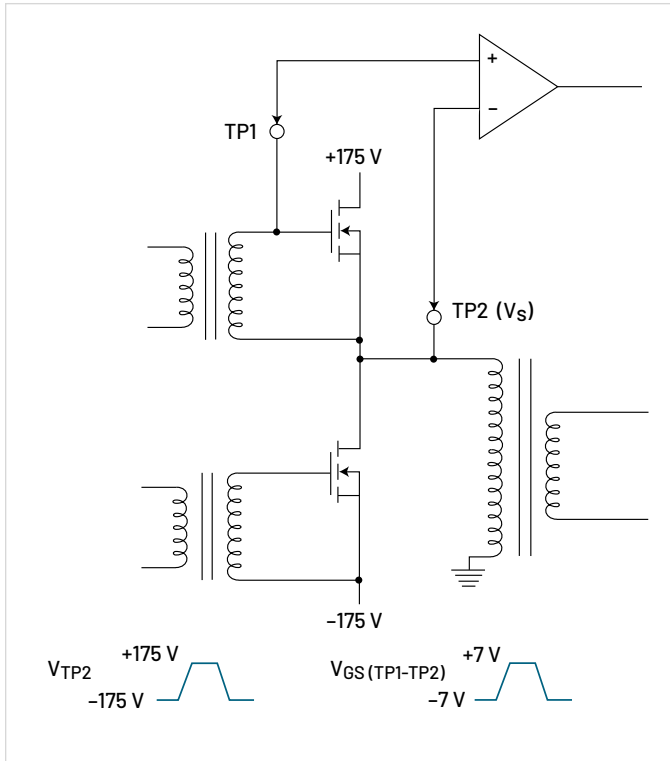 +
−
TP1
+175 V
TP2 (VS)
−175 V
VTP2
+175 V
−175 V
VGS (TP1-TP2)
+7 V
−7 V